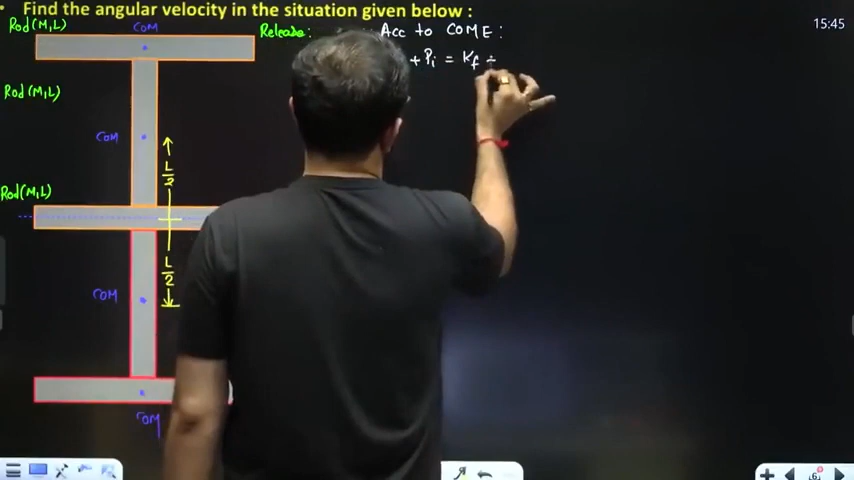 Find the angular velocity in the situation given below :
Rod (M,L)
COM
Release:
Acc to COME :
15:45
+ Pi = Kf +
Rod (M,L)
COM
L/2
Rod (M,L)
L/2
COM
COM
6